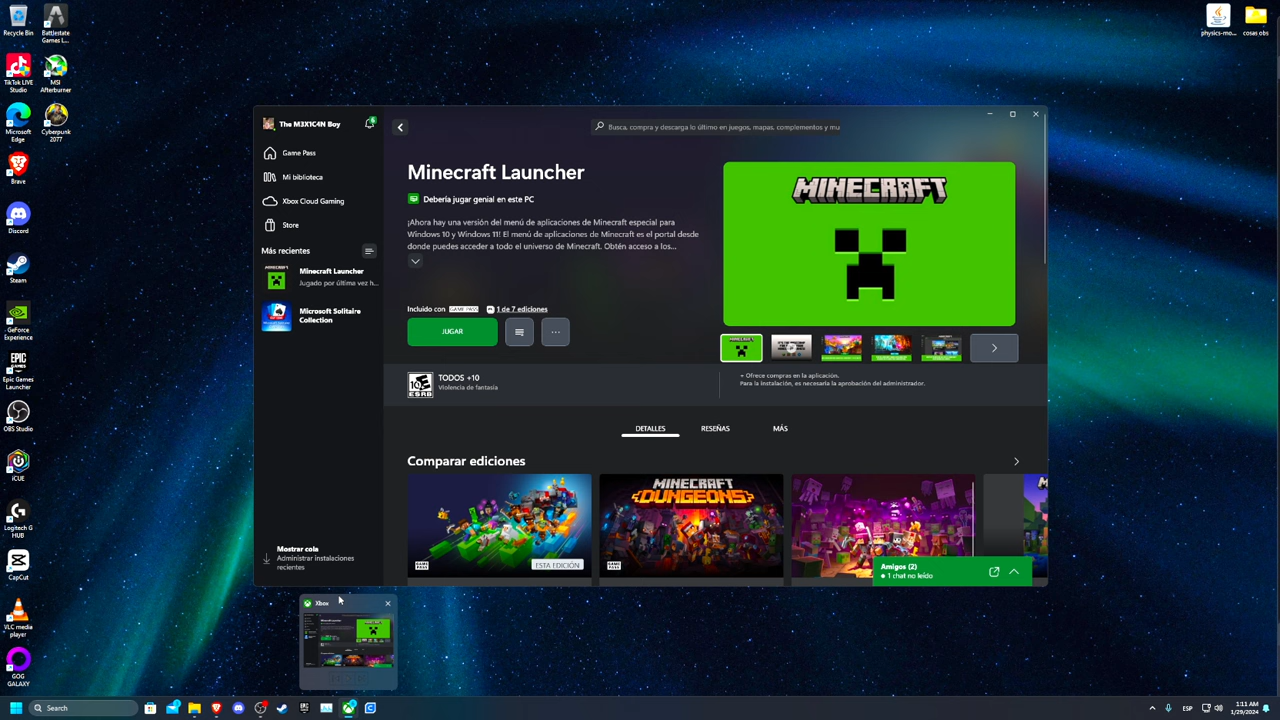 Recycle Bin
Battlestate
Games L...
TikTok LIVE
Studio
MSI
Afterburner
Microsoft
Edge
Cyberpunk
2077
Brave
Discord
Steam
GeForce
Experience
Epic Games
Launcher
OBS Studio
iCUE
Logitech G
HUB
CapCut
VLC media
player
GOG
GALAXY
physics-mo...
cosas obs
The M3X1C4N Boy
Game Pass
Mi biblioteca
Xbox Cloud Gaming
Store
Más recientes
Minecraft Launcher
Jugado por última vez h...
Microsoft Solitaire
Collection
Mostrar cola
Administrar instalaciones
recientes
Busca, compra y descarga lo último en juegos, mapas, complementos y mu
Minecraft Launcher
Debería jugar genial en este PC
¡Ahora hay una versión del menú de aplicaciones de Minecraft especial para
Windows 10 y Windows 11! El menú de aplicaciones de Minecraft es el portal desde
donde puedes acceder a todo el universo de Minecraft. Obtén acceso a los...
Incluido con GAME PASS 1 de 7 ediciones
JUGAR
...
MINECRAFT
E 10+
ESRB
TODOS +10
Violencia de fantasía
+ Ofrece compras en la aplicación.
Para la instalación, es necesaria la aprobación del administrador.
DETALLES
RESEÑAS
MÁS
Comparar ediciones
GAME PASS
ESTA EDICIÓN
MINECRAFT
DUNGEONS
GAME PASS
Amigos (2)
1 chat no leído
Xbox
Search
ESP
1:11 AM
1/29/2024